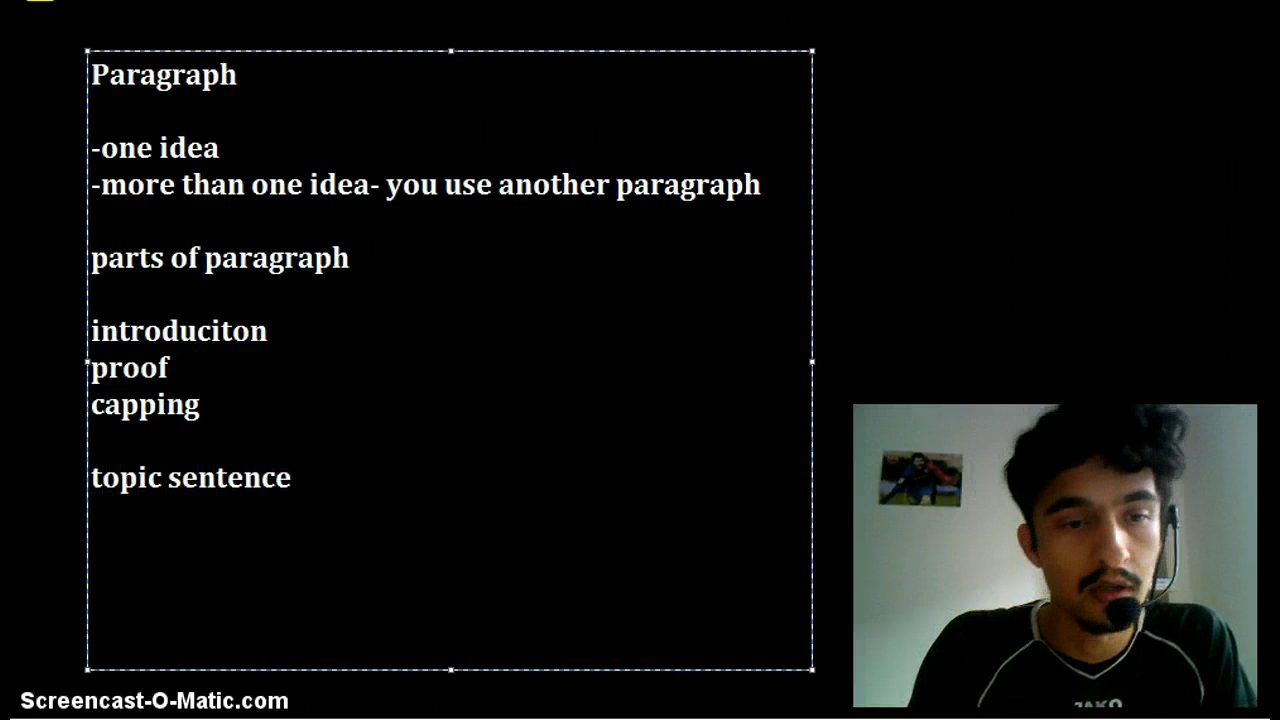 Paragraph
-one idea
-more than one idea- you use another paragraph
parts of paragraph
introduciton
proof
capping
topic sentence
JAKO
Screencast-O-Matic.com